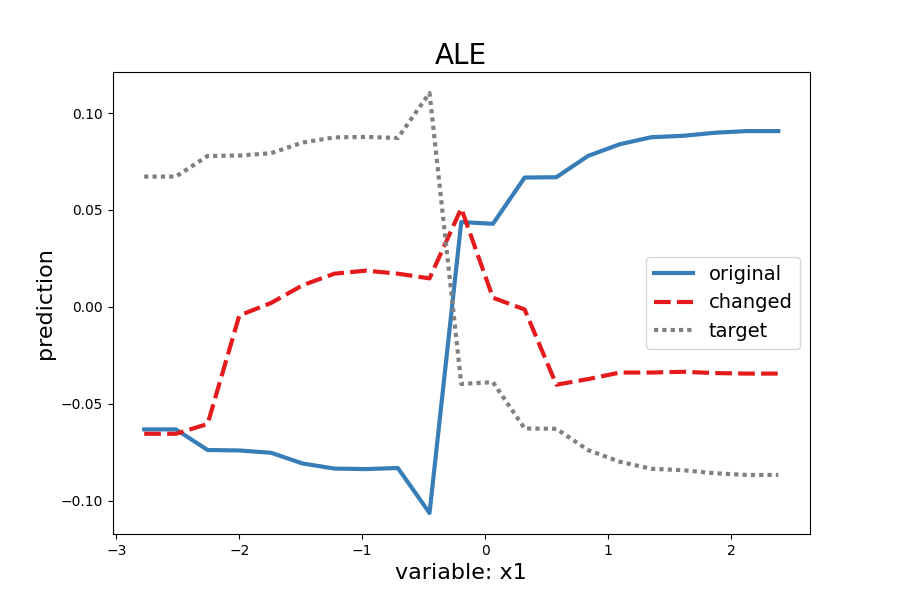 ALE
prediction
0.10
0.05
0.00
−0.05
−0.10
original
changed
target
−3
−2
−1
0
1
2
variable: x1